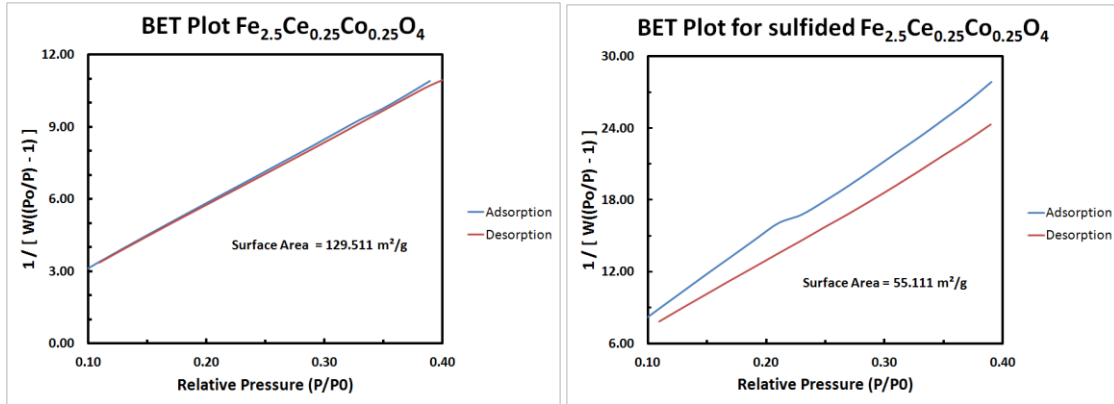 BET Plot Fe₂.₅Ce₀.₂₅Co₀.₂₅O₄
12.00
9.00
6.00
3.00
0.00
1 / [ W((Po/P) - 1) ]
0.10
0.20
0.30
0.40
Relative Pressure (P/P0)
Surface Area = 129.511 m²/g
Adsorption
Desorption
BET Plot for sulfided Fe₂.₅Ce₀.₂₅Co₀.₂₅O₄
30.00
24.00
18.00
12.00
6.00
1 / [ W((Po/P) - 1) ]
0.10
0.20
0.30
0.40
Relative Pressure (P/P0)
Surface Area = 55.111 m²/g
Adsorption
Desorption